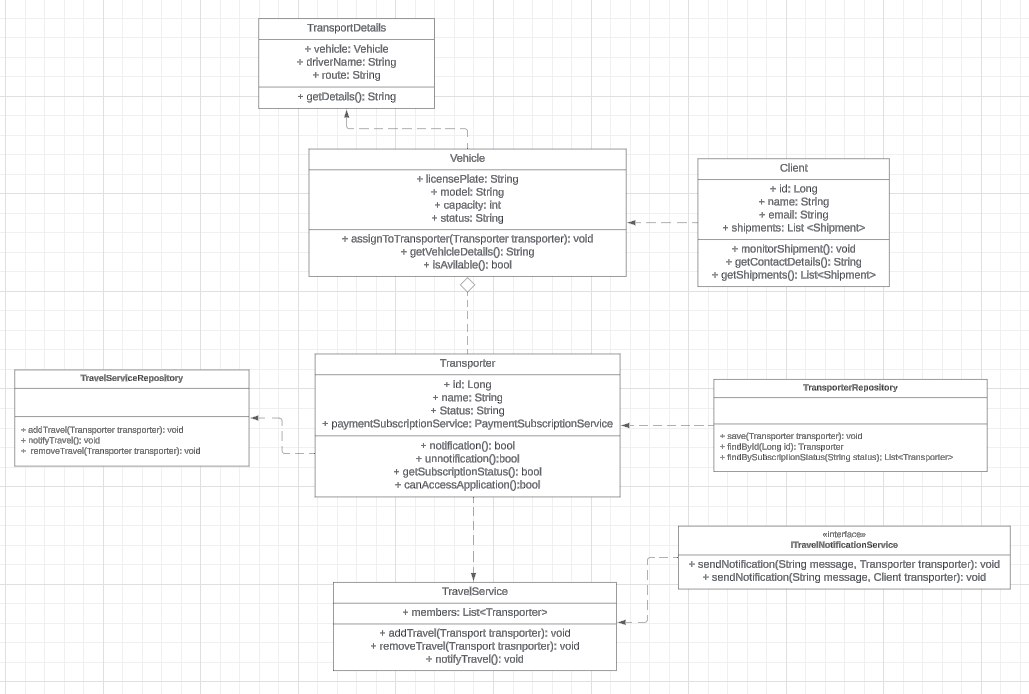 TransportDetails
+ vehicle: Vehicle
+ driverName: String
+ route: String
+ getDetails(): String
Vehicle
+ licensePlate: String
+ model: String
+ capacity: int
+ status: String
+ assignToTransporter(Transporter transporter): void
+ getVehicleDetails(): String
+ isAvilable(): bool
Client
+ id: Long
+ name: String
+ email: String
+ shipments: List <Shipment>
+ monitorShipment(): void
+ getContactDetails(): String
+ getShipments(): List<Shipment>
TravelServiceRepository
+ addTravel(Transporter transporter): void
+ notifyTravel(): void
+ removeTravel(Transporter transporter): void
Transporter
+ id: Long
+ name: String
+ Status: String
+ paymentSubscriptionService: PaymentSubscriptionService
+ notification(): bool
+ unnotification():bool
+ getSubscriptionStatus(): bool
+ canAccessApplication():bool
TransporterRepository
+ save(Transporter transporter): void
+ findById(Long id): Transporter
+ findBySubscriptionStatus(String status): List<Transporter>
«interface»
ITravelNotificationService
+ sendNotification(String message, Transporter transporter): void
+ sendNotification(String message, Client transporter): void
TravelService
+ members: List<Transporter>
+ addTravel(Transport transporter): void
+ removeTravel(Transport trasnporter): void
+ notifyTravel(): void